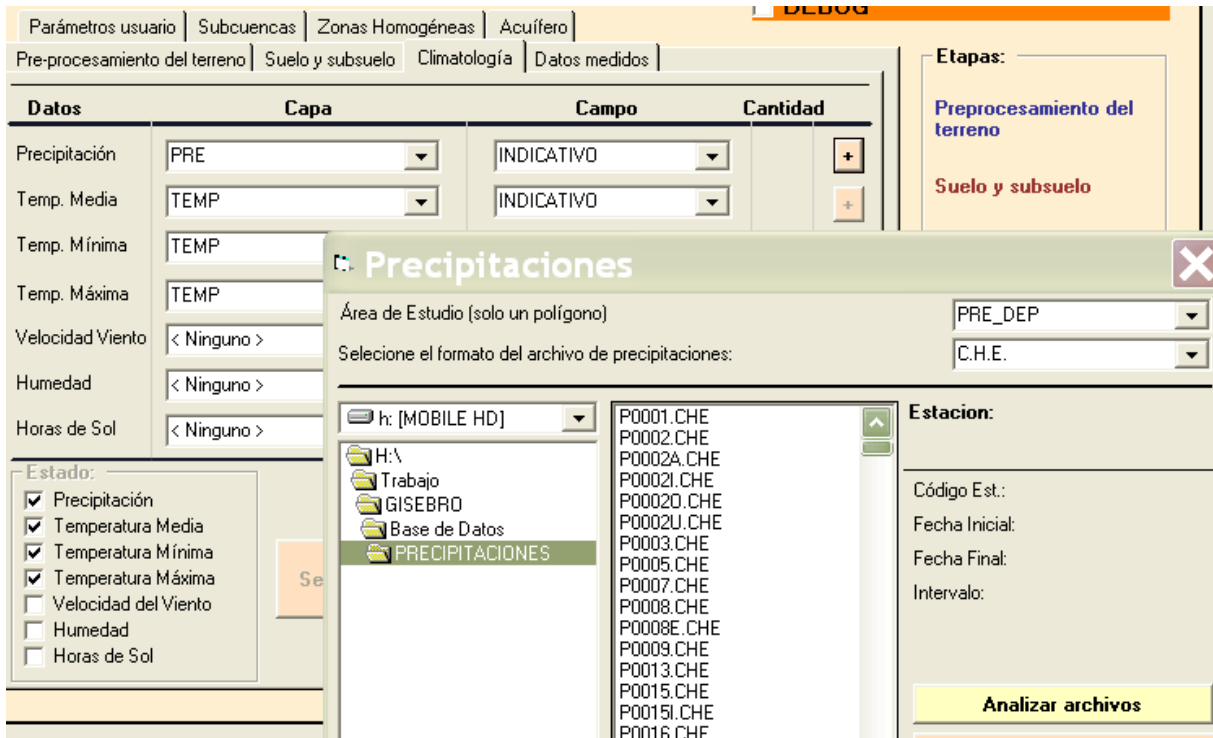 DEBUG
Parámetros usuario Subcuencas Zonas Homogéneas Acuífero
Pre-procesamiento del terreno Suelo y subsuelo Climatología Datos medidos
Etapas:
Datos Capa Campo Cantidad
Preprocesamiento del
terreno
Precipitación PRE INDICATIVO +
Suelo y subsuelo
Temp. Media TEMP INDICATIVO +
Temp. Mínima TEMP
Temp. Máxima TEMP
Velocidad Viento < Ninguno >
Humedad < Ninguno >
Horas de Sol < Ninguno >
Estado:
Precipitación
Temperatura Media
Temperatura Mínima
Temperatura Máxima
Velocidad del Viento
Humedad
Horas de Sol
Se
Precipitaciones
Área de Estudio (solo un polígono) PRE_DEP
Selecione el formato del archivo de precipitaciones: C.H.E.
h: [MOBILE HD]
H:\
Trabajo
GISEBRO
Base de Datos
PRECIPITACIONES
P0001.CHE
P0002.CHE
P0002A.CHE
P0002I.CHE
P0002O.CHE
P0002U.CHE
P0003.CHE
P0005.CHE
P0007.CHE
P0008.CHE
P0008E.CHE
P0009.CHE
P0013.CHE
P0015.CHE
P0015I.CHE
P0016.CHE
Estacion:
Código Est.:
Fecha Inicial:
Fecha Final:
Intervalo:
Analizar archivos